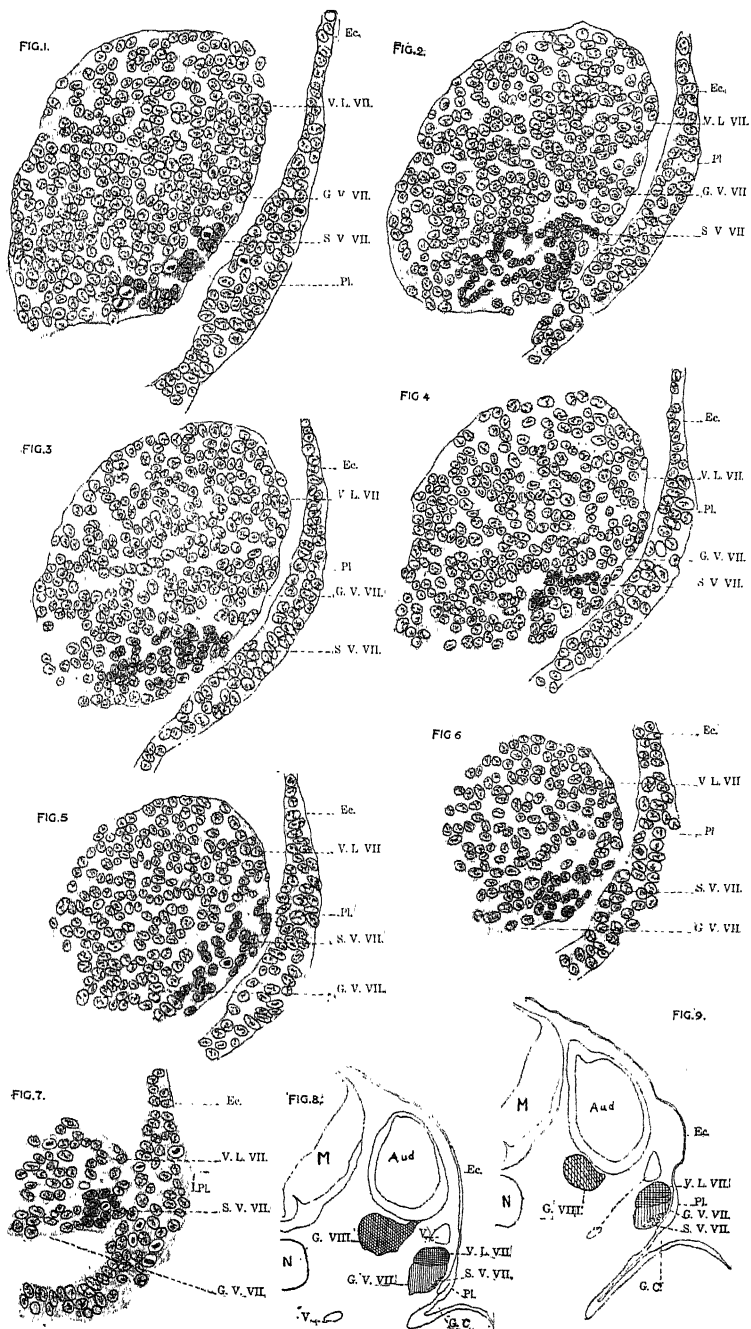 FIG.1.
Ec.
V. L. VII.
G. V. VII.
S. V. VII.
Pl.
FIG.2.
Ec.
V. L. VII.
Pl
G. V. VII
S V VII
FIG.3
Ec.
V L. VII
Pl
G. V. VII.
S V. VII.
FIG 4
Ec.
V. L. VII.
Pl.
G. V. VII.
S V VII.
FIG.5
Ec.
V. L VII
Pl.
S. V. VII.
G. V. VII.
FIG 6
Ec.
V L. VII.
Pl
S. V. VII.
G V. VII.
FIG.7.
Ec.
V. L. VII.
Pl.
S. V. VII.
G. V. VII.
FIG.8.
M
Aud
Ec.
G. VIII.
V.
V. L. VII
N
G. V. VII.
S. V. VII.
Pl.
V.
G. C.
FIG.9.
M
Aud
Ec.
N
G. VIII.
V. L. VII.
Pl.
G. V. VII.
S. V. VII.
G. C.